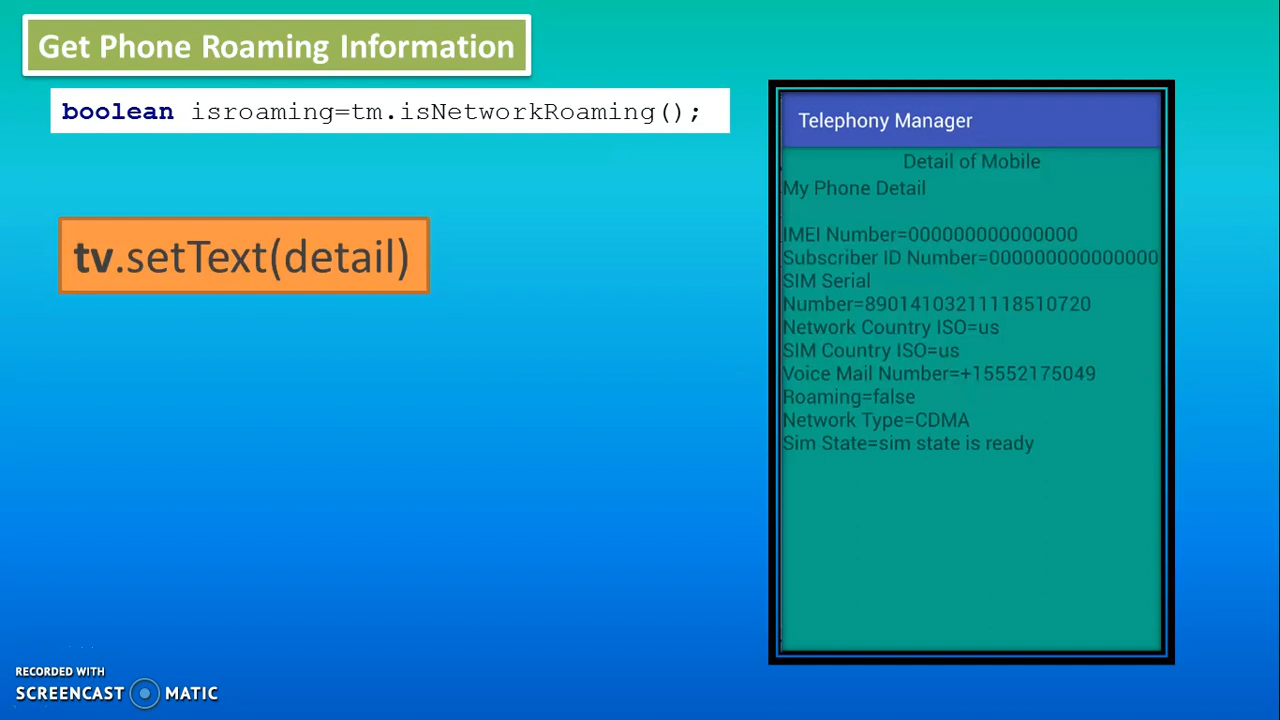 Get Phone Roaming Information
boolean isroaming=tm.isNetworkRoaming();
tv.setText(detail)
Telephony Manager
Detail of Mobile
My Phone Detail
IMEI Number=000000000000000
Subscriber ID Number=000000000000000
SIM Serial
Number=89014103211118510720
Network Country ISO=us
SIM Country ISO=us
Voice Mail Number=+15552175049
Roaming=false
Network Type=CDMA
Sim State=sim state is ready
RECORDED WITH
SCREENCAST MATIC